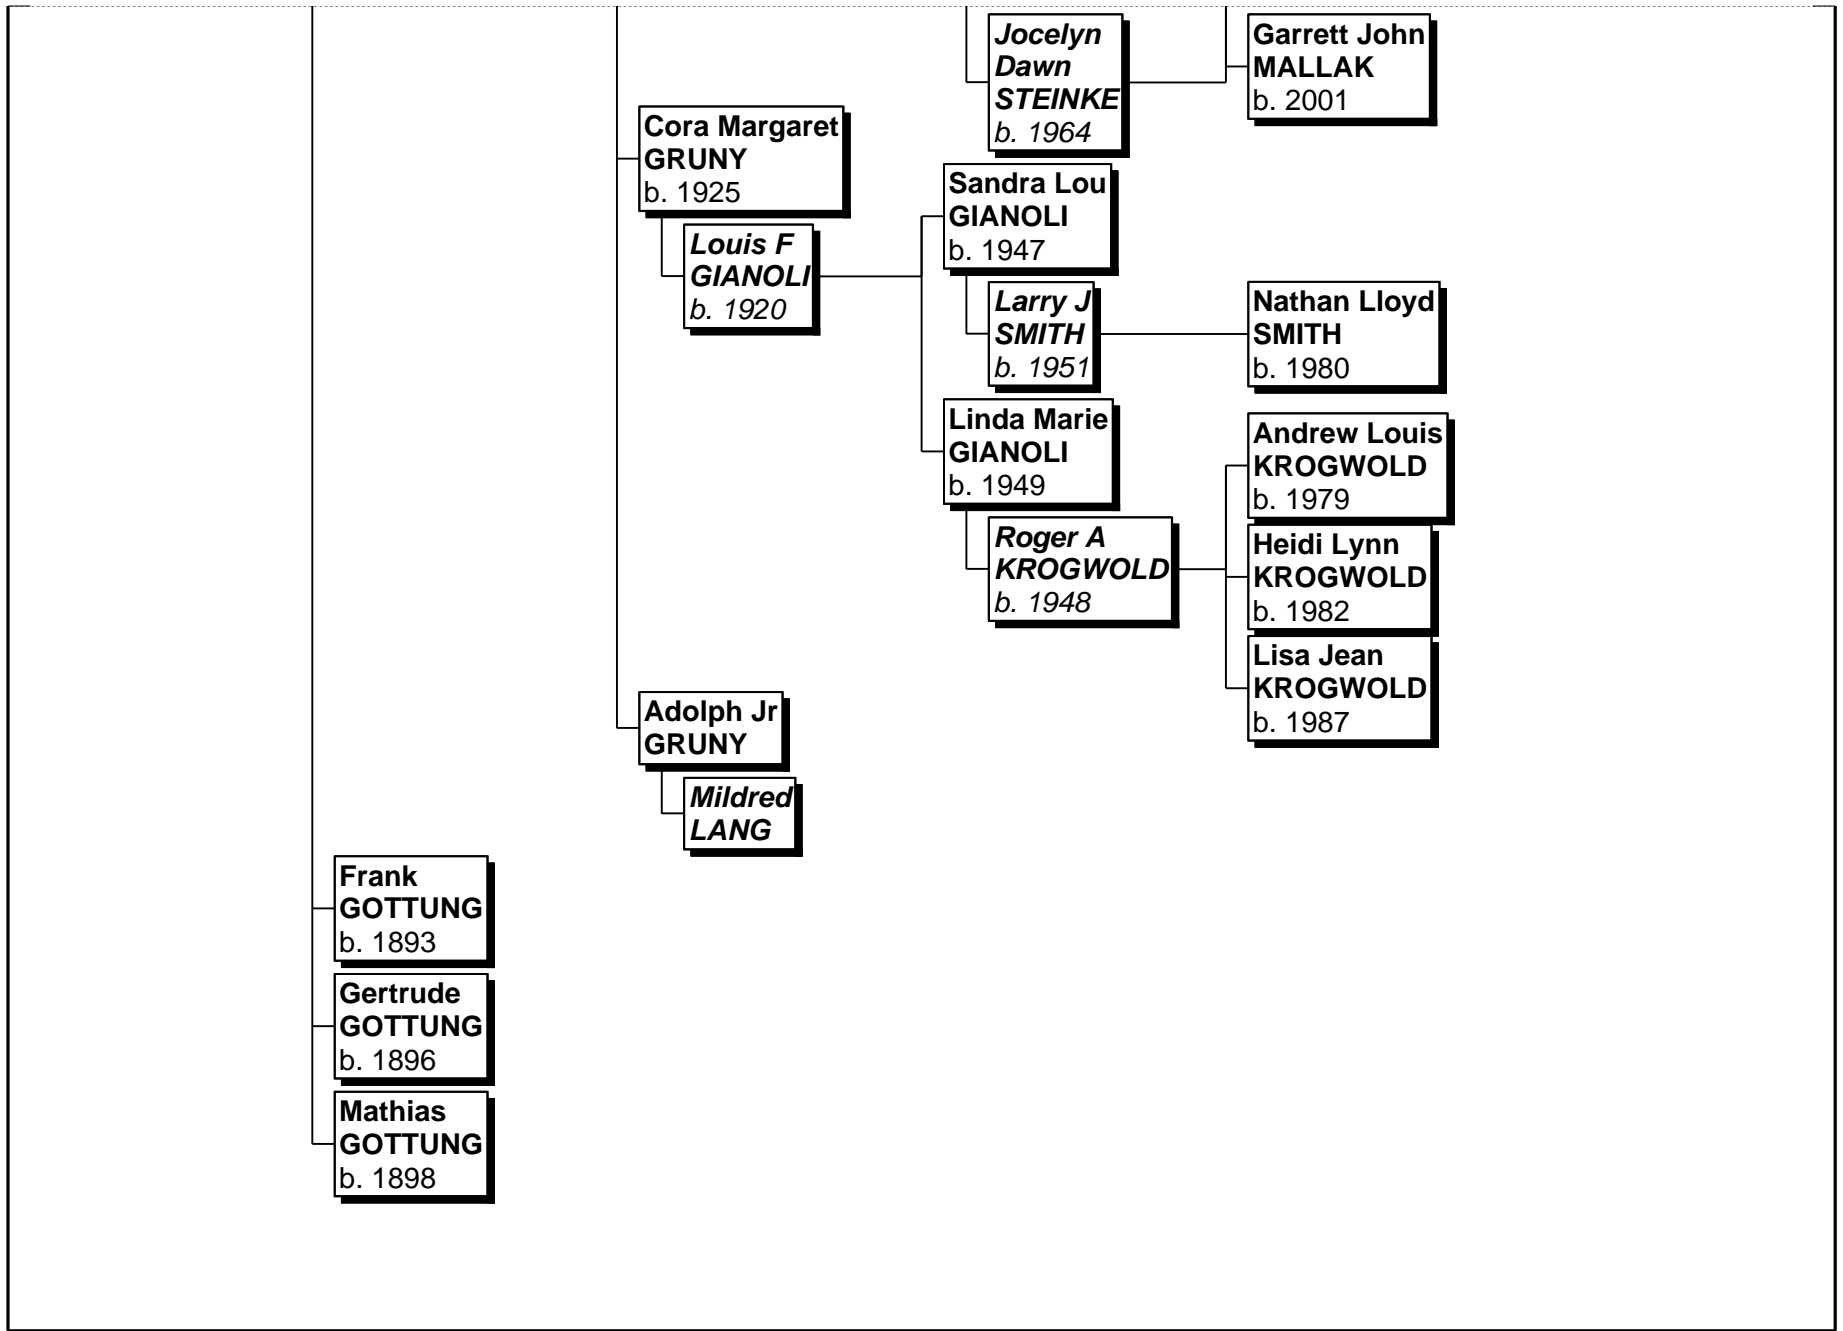 Jocelyn
Dawn
STEINKE
b. 1964
Garrett John
MALLAK
b. 2001
Cora Margaret
GRUNY
b. 1925
Louis F
GIANOLI
b. 1920
Sandra Lou
GIANOLI
b. 1947
Larry J
SMITH
b. 1951
Nathan Lloyd
SMITH
b. 1980
Linda Marie
GIANOLI
b. 1949
Roger A
KROGWOLD
b. 1948
Andrew Louis
KROGWOLD
b. 1979
Heidi Lynn
KROGWOLD
b. 1982
Lisa Jean
KROGWOLD
b. 1987
Adolph Jr
GRUNY
Mildred
LANG
Frank
GOTTUNG
b. 1893
Gertrude
GOTTUNG
b. 1896
Mathias
GOTTUNG
b. 1898